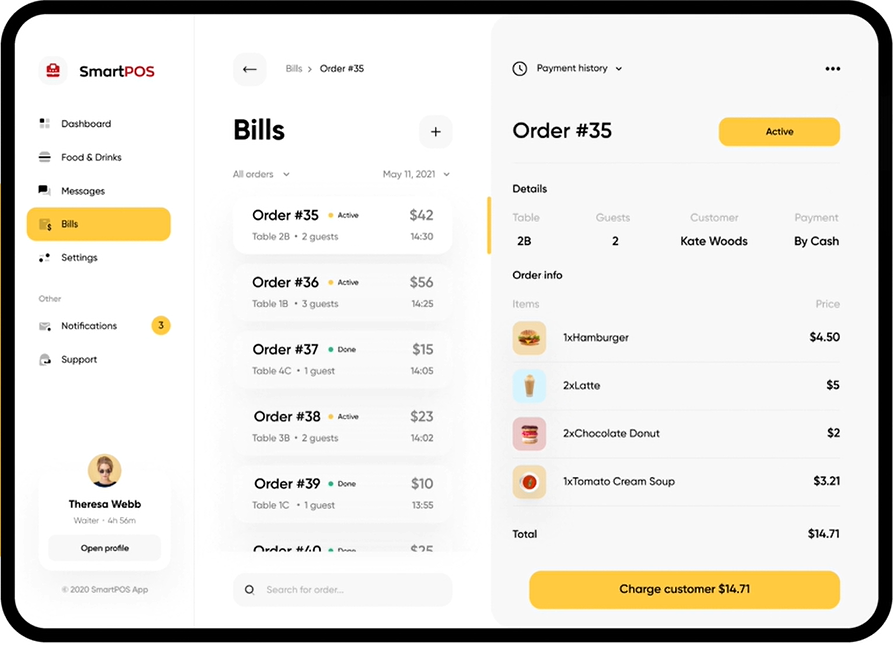 SmartPOS
Dashboard
Food & Drinks
Messages
Bills
Settings
Other
Notifications 3
Support
Theresa Webb
Waiter • 4h 56m
Open profile
© 2020 SmartPOS App
Bills > Order #35
Bills
+
All orders
May 11, 2021
Order #35 • Active $42
Table 2B • 2 guests 14:30
Order #36 • Active $56
Table 1B • 3 guests 14:25
Order #37 • Done $15
Table 4C • 1 guest 14:05
Order #38 • Active $23
Table 3B • 2 guests 14:02
Order #39 • Done $10
Table 1C • 1 guest 13:55
Order #40 • Done $25
Search for order...
Payment history
Order #35
Active
Details
Table Guests Customer Payment
2B 2 Kate Woods By Cash
Order info
Items Price
1xHamburger $4.50
2xLatte $5
2xChocolate Donut $2
1xTomato Cream Soup $3.21
Total $14.71
Charge customer $14.71